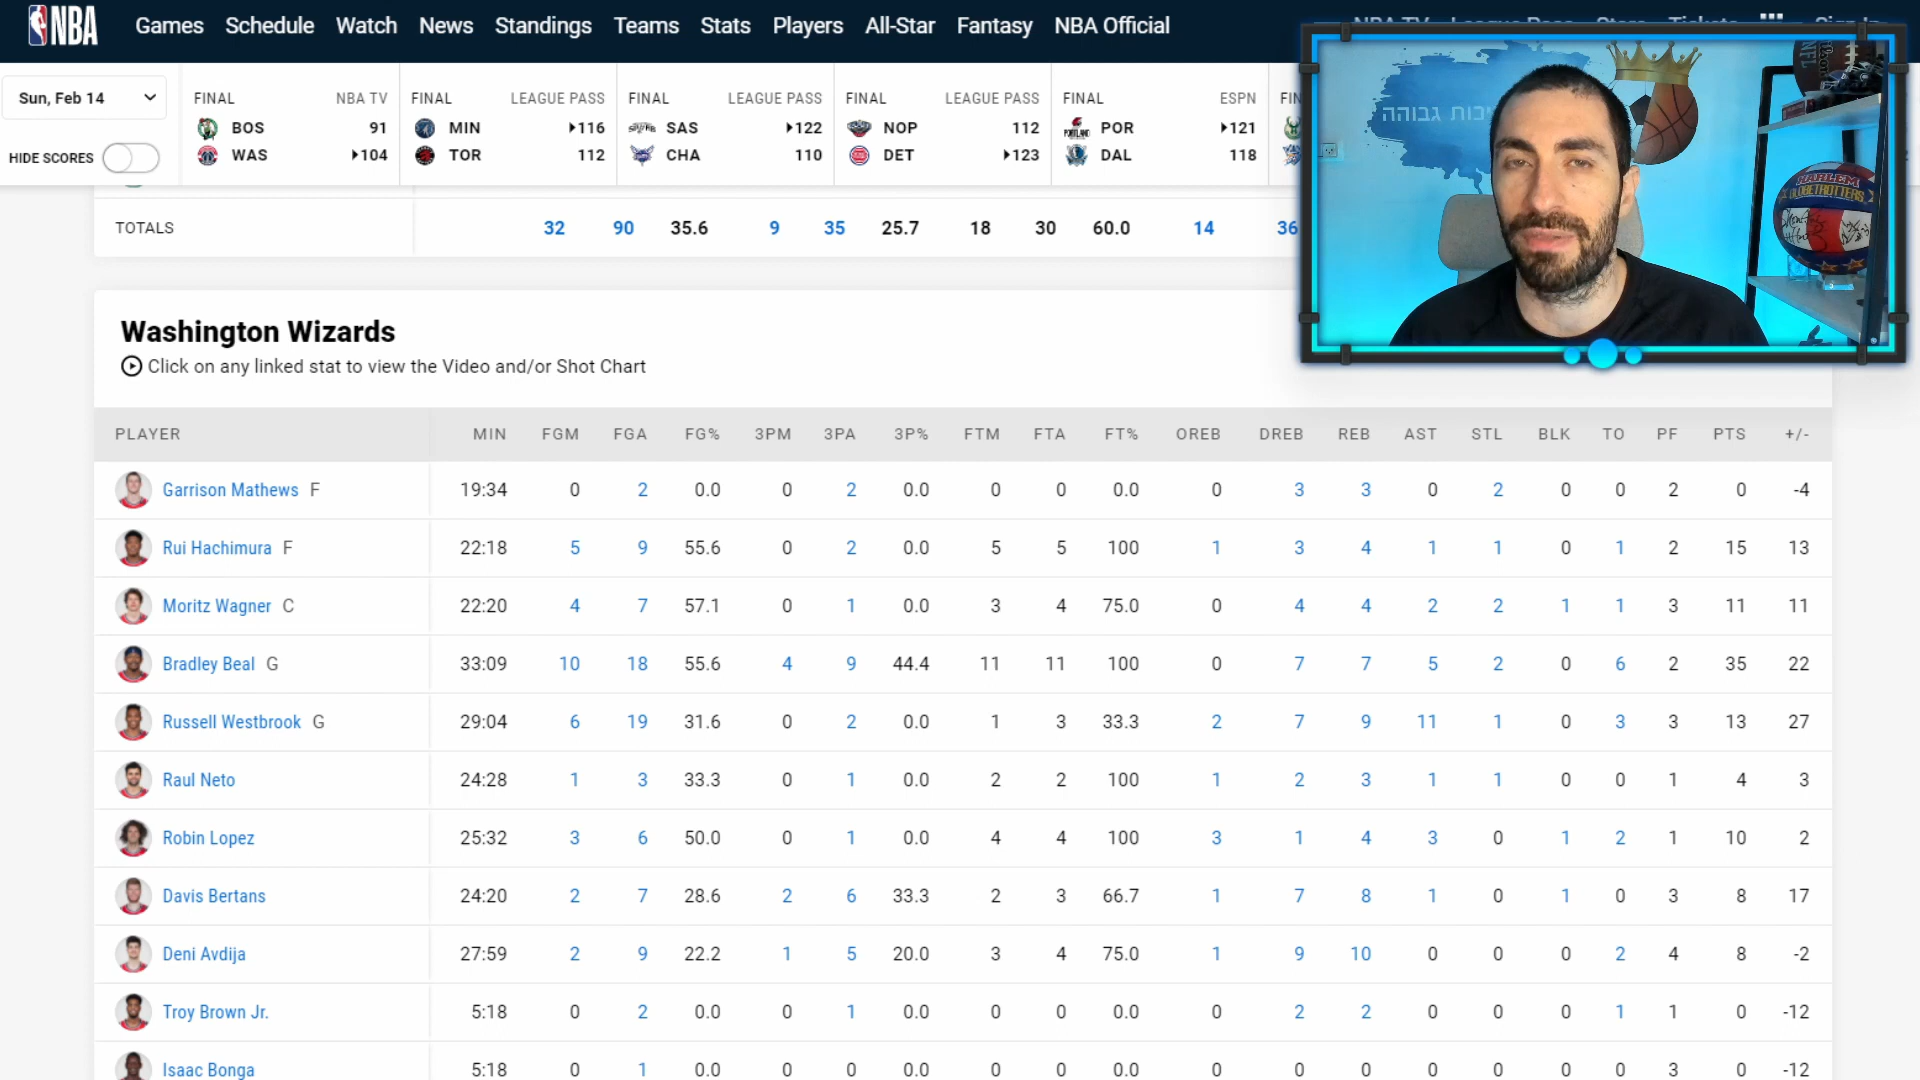 NBA Games Schedule Watch News Standings Teams Stats Players All-Star Fantasy NBA Official
Sun, Feb 14
HIDE SCORES
FINAL NBA TV
BOS 91
WAS 104
FINAL LEAGUE PASS
MIN 116
TOR 112
FINAL LEAGUE PASS
SAS 122
CHA 110
FINAL LEAGUE PASS
NOP 112
DET 123
FINAL ESPN
POR 121
DAL 118
FIN
TOTALS 32 90 35.6 9 35 25.7 18 30 60.0 14 36
Washington Wizards
Click on any linked stat to view the Video and/or Shot Chart
PLAYER MIN FGM FGA FG% 3PM 3PA 3P% FTM FTA FT% OREB DREB REB AST STL BLK TO PF PTS +/-
Garrison Mathews F 19:34 0 2 0.0 0 2 0.0 0 0 0.0 0 3 3 0 2 0 0 2 0 -4
Rui Hachimura F 22:18 5 9 55.6 0 2 0.0 5 5 100 1 3 4 1 1 0 1 2 15 13
Moritz Wagner C 22:20 4 7 57.1 0 1 0.0 3 4 75.0 0 4 4 2 2 1 1 3 11 11
Bradley Beal G 33:09 10 18 55.6 4 9 44.4 11 11 100 0 7 7 5 2 0 6 2 35 22
Russell Westbrook G 29:04 6 19 31.6 0 2 0.0 1 3 33.3 2 7 9 11 1 0 3 3 13 27
Raul Neto 24:28 1 3 33.3 0 1 0.0 2 2 100 1 2 3 1 1 0 0 1 4 3
Robin Lopez 25:32 3 6 50.0 0 1 0.0 4 4 100 3 1 4 3 0 1 2 1 10 2
Davis Bertans 24:20 2 7 28.6 2 6 33.3 2 3 66.7 1 7 8 1 0 1 0 3 8 17
Deni Avdija 27:59 2 9 22.2 1 5 20.0 3 4 75.0 1 9 10 0 0 0 2 4 8 -2
Troy Brown Jr. 5:18 0 2 0.0 0 1 0.0 0 0 0.0 0 2 2 0 0 0 1 1 0 -12
Isaac Bonga 5:18 0 1 0.0 0 0 0.0 0 0 0.0 0 0 0 0 0 0 0 3 0 -12
גבוהה
HARLEM
GLOBETROTTERS